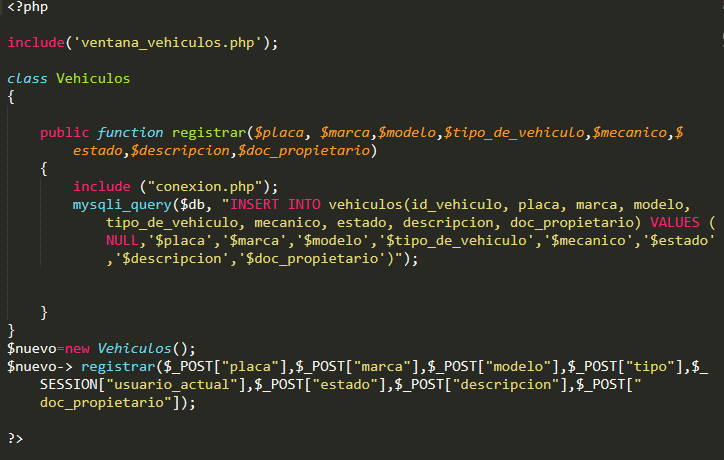 <?php
include('ventana_vehiculos.php');
class Vehiculos
{
public function registrar($placa, $marca,$modelo,$tipo_de_vehiculo,$mecanico,$
estado,$descripcion,$doc_propietario)
{
include ("conexion.php");
mysqli_query($db, "INSERT INTO vehiculos(id_vehiculo, placa, marca, modelo,
tipo_de_vehiculo, mecanico, estado, descripcion, doc_propietario) VALUES (
NULL,'$placa','$marca','$modelo','$tipo_de_vehiculo','$mecanico','$estado'
,'$descripcion','$doc_propietario')");
}
}
$nuevo=new Vehiculos();
$nuevo-> registrar($_POST["placa"],$_POST["marca"],$_POST["modelo"],$_POST["tipo"],$_
SESSION["usuario_actual"],$_POST["estado"],$_POST["descripcion"],$_POST["
doc_propietario"]);
?>